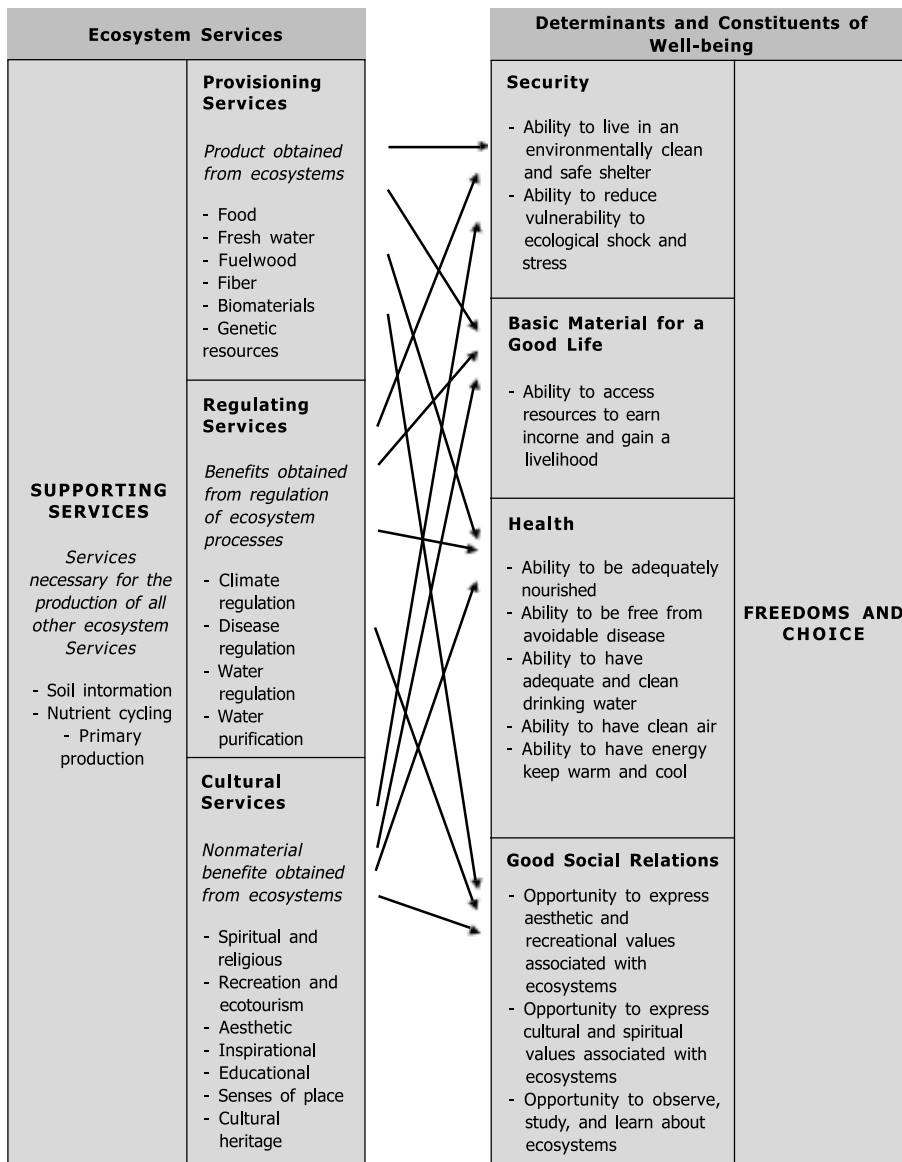 Ecosystem Services
SUPPORTING
SERVICES
Services
necessary for the
production of all
other ecosystem
Services
- Soil intormation
- Nutrient cycling
- Primary
production
Provisioning
Services
Product obtained
from ecosystems
- Food
- Fresh water
- Fuelwood
- Fiber
- Biomaterials
- Genetic
resources
Regulating
Services
Benefits obtained
from regulation
of ecosystem
processes
- Climate
regulation
- Disease
regulation
- Water
regulation
- Water
purification
Cultural
Services
Nonmaterial
benefite obtained
from ecosystems
- Spiritual and
religious
- Recreation and
ecotourism
- Aesthetic
- Inspirational
- Educational
- Senses of place
- Cultural
heritage
Determinants and Constituents of
Well-being
Security
- Ability to live in an
environmentally clean
and safe shelter
- Ability to reduce
vulnerability to
ecological shock and
stress
Basic Material for a
Good Life
- Ability to access
resources to earn
incorne and gain a
livelihood
Health
- Ability to be adequately
nourished
- Ability to be free from
avoidable disease
- Ability to have
adequate and clean
drinking water
- Ability to have clean air
- Ability to have energy
keep warm and cool
Good Social Relations
- Opportunity to express
aesthetic and
recreational values
associated with
ecosystems
- Opportunity to express
cultural and spiritual
values associated with
ecosystems
- Opportunity to observe,
study, and learn about
ecosystems
FREEDOMS AND
CHOICE